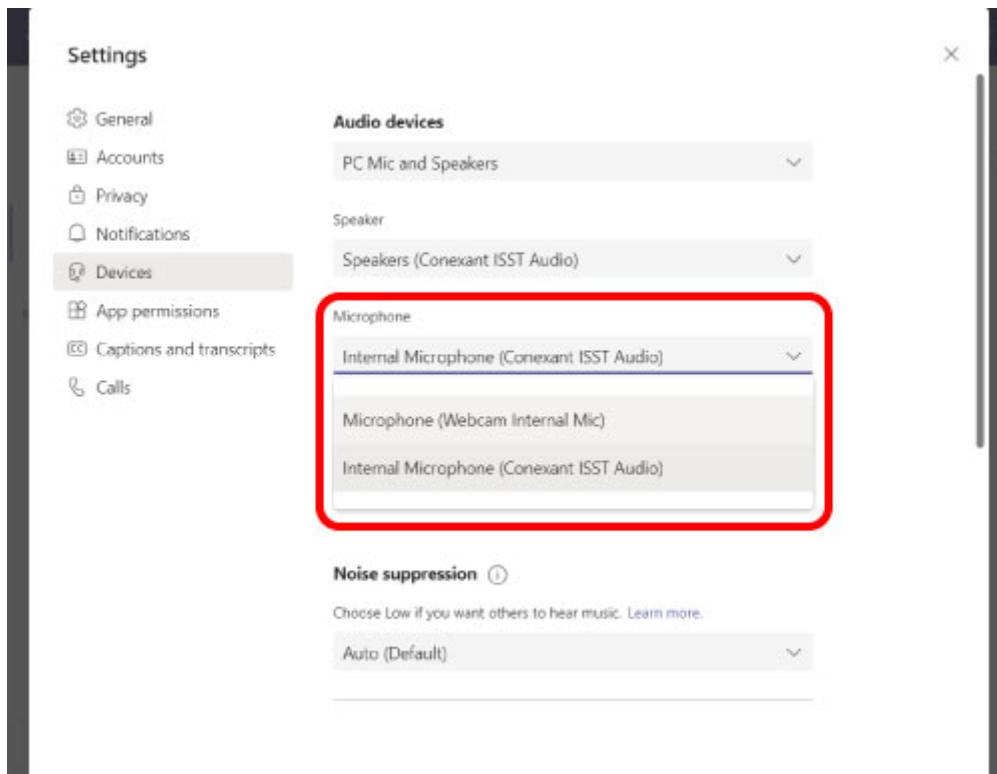 Settings
General
Accounts
Privacy
Notifications
Devices
App permissions
Captions and transcripts
Calls
Audio devices
PC Mic and Speakers
Speaker
Speakers (Conexant ISST Audio)
Microphone
Internal Microphone (Conexant ISST Audio)
Microphone (Webcam Internal Mic)
Internal Microphone (Conexant ISST Audio)
Noise suppression
Choose Low if you want others to hear music. Learn more.
Auto (Default)